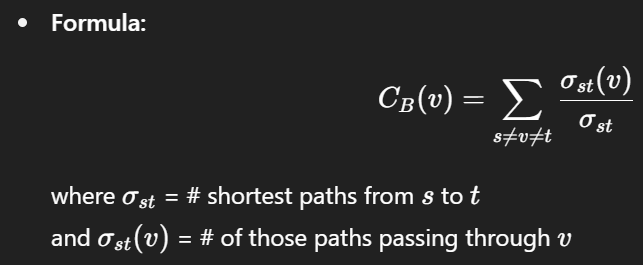 • Formula:
C_B(v) = ∑_{s≠v≠t} σ_st(v) / σ_st
where σ_st = # shortest paths from s to t
and σ_st(v) = # of those paths passing through v